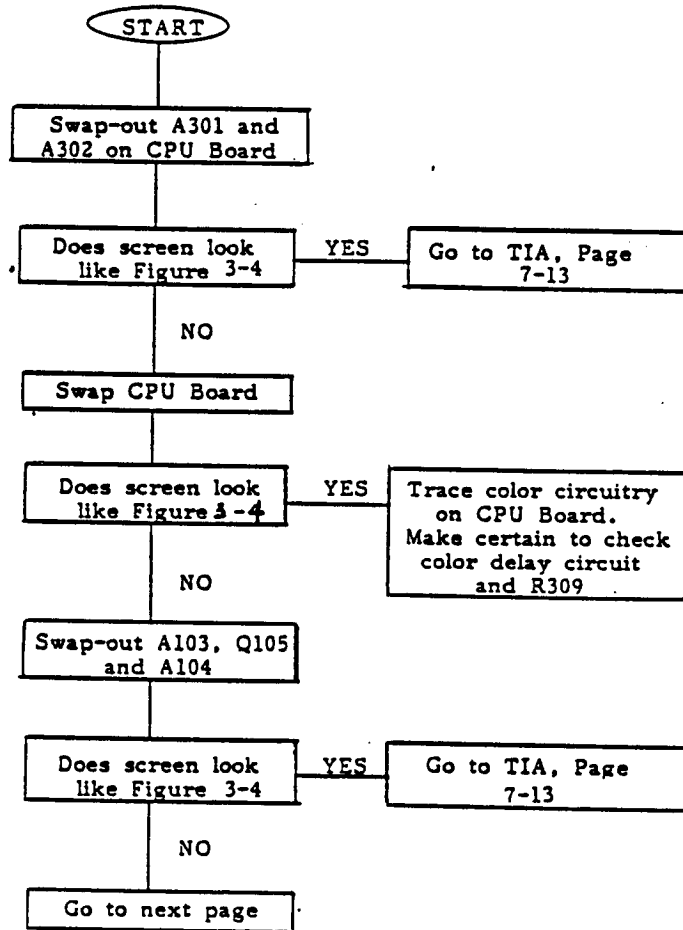 START
Swap-out A301 and
A302 on CPU Board
Does screen look
like Figure 3-4
YES
Go to TIA, Page
7-13
NO
Swap CPU Board
Does screen look
like Figure 3-4
YES
Trace color circuitry
on CPU Board.
Make certain to check
color delay circuit
and R309
NO
Swap-out A103, Q105
and A104
Does screen look
like Figure 3-4
YES
Go to TIA, Page
7-13
NO
Go to next page